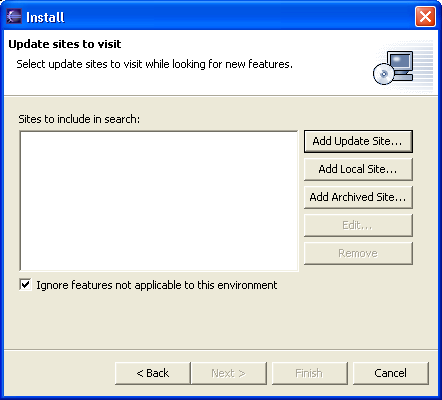 Install
Update sites to visit
Select update sites to visit while looking for new features.
Sites to include in search:
Add Update Site...
Add Local Site...
Add Archived Site...
Edit...
Remove
Ignore features not applicable to this environment
< Back
Next >
Finish
Cancel